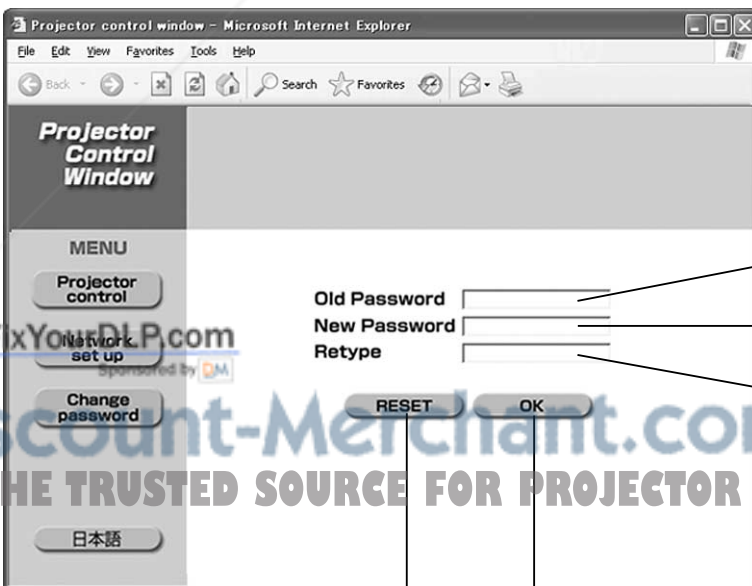 Projector control window - Microsoft Internet Explorer
File Edit View Favorites Tools Help
Back Search Favorites
Projector
Control
Window
MENU
Projector
control
Network
set up
Change
password
日本語
Old Password
New Password
Retype
RESET OK
ixYourDLP.com
Sponsored by DM
scount-Merchant.co
HE TRUSTED SOURCE FOR PROJECTOR